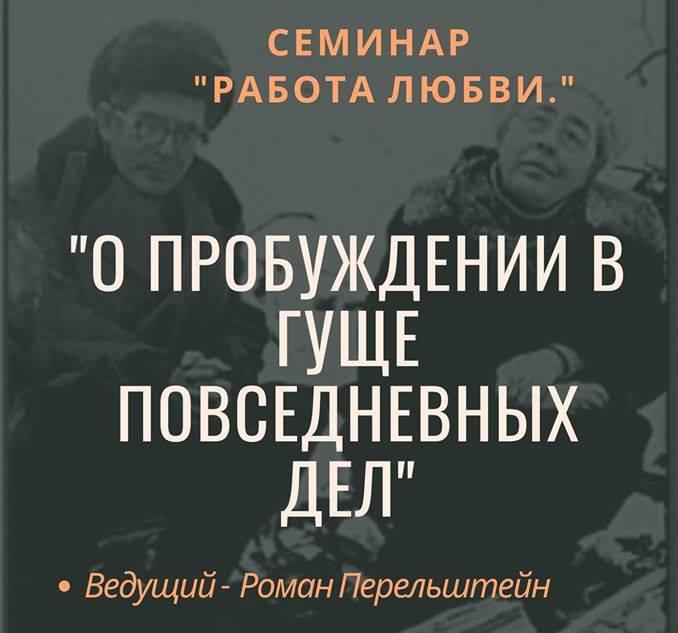 СЕМИНАР
"РАБОТА ЛЮБВИ."
"О ПРОБУЖДЕНИИ В
ГУЩЕ
ПОВСЕДНЕВНЫХ
ДЕЛ"
• Ведущий - Роман Перельштейн